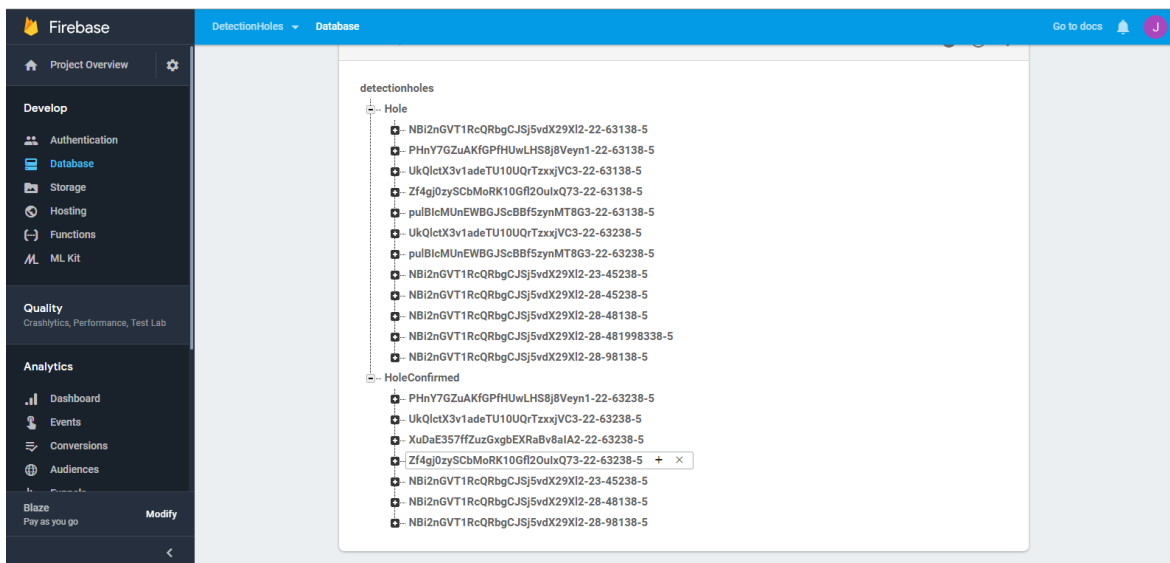 Firebase
DetectionHoles
Database
Go to docs
J
Project Overview
Develop
Authentication
Database
Storage
Hosting
Functions
ML Kit
Quality
Crashlytics, Performance, Test Lab
Analytics
Dashboard
Events
Conversions
Audiences
Blaze
Pay as you go
Modify
detectionholes
Hole
NBi2nGVT1RcQRbgCJSj5vdX29Xl2-22-63138-5
PHnY7GZuAKfGPfHUwLHS8j8Veyn1-22-63138-5
UkQlctX3v1adeTU10UQrTzxxjVC3-22-63138-5
Zf4gj0zySCbMoRK10Gfl2OulxQ73-22-63138-5
pulBIcMUnEWBGJScBBf5zynMT8G3-22-63138-5
UkQlctX3v1adeTU10UQrTzxxjVC3-22-63238-5
pulBIcMUnEWBGJScBBf5zynMT8G3-22-63238-5
NBi2nGVT1RcQRbgCJSj5vdX29Xl2-23-45238-5
NBi2nGVT1RcQRbgCJSj5vdX29Xl2-28-45238-5
NBi2nGVT1RcQRbgCJSj5vdX29Xl2-28-48138-5
NBi2nGVT1RcQRbgCJSj5vdX29Xl2-28-481998338-5
NBi2nGVT1RcQRbgCJSj5vdX29Xl2-28-98138-5
HoleConfirmed
PHnY7GZuAKfGPfHUwLHS8j8Veyn1-22-63238-5
UkQlctX3v1adeTU10UQrTzxxjVC3-22-63238-5
XuDaE357ffZuzGxgbEXRaBv8alA2-22-63238-5
Zf4gj0zySCbMoRK10Gfl2OulxQ73-22-63238-5
NBi2nGVT1RcQRbgCJSj5vdX29Xl2-23-45238-5
NBi2nGVT1RcQRbgCJSj5vdX29Xl2-28-48138-5
NBi2nGVT1RcQRbgCJSj5vdX29Xl2-28-98138-5